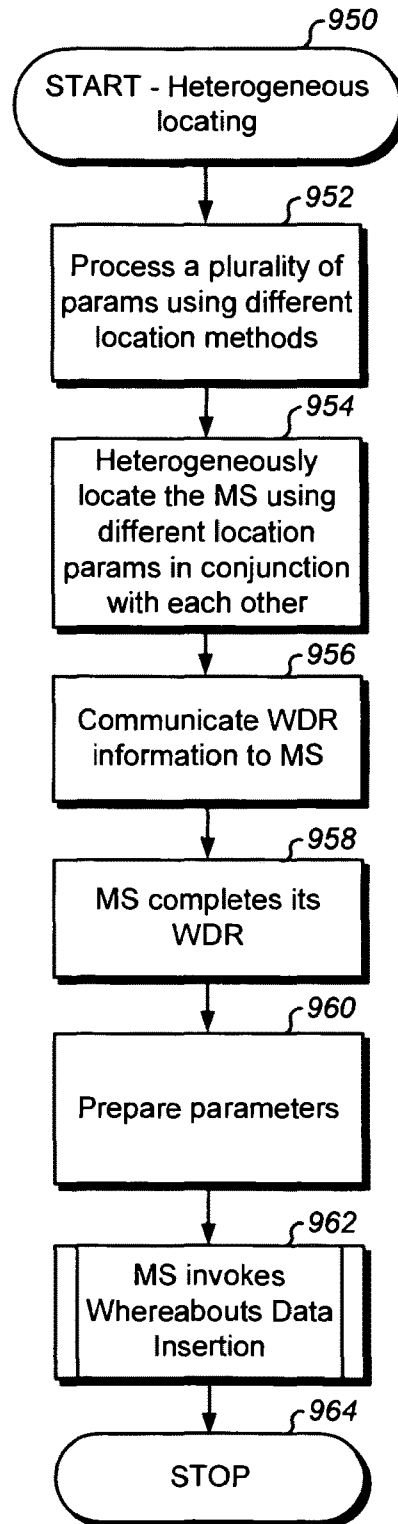 950
START - Heterogeneous
locating
952
Process a plurality of
params using different
location methods
954
Heterogeneously
locate the MS using
different location
params in conjunction
with each other
956
Communicate WDR
information to MS
958
MS completes its
WDR
960
Prepare parameters
962
MS invokes
Whereabouts Data
Insertion
964
STOP